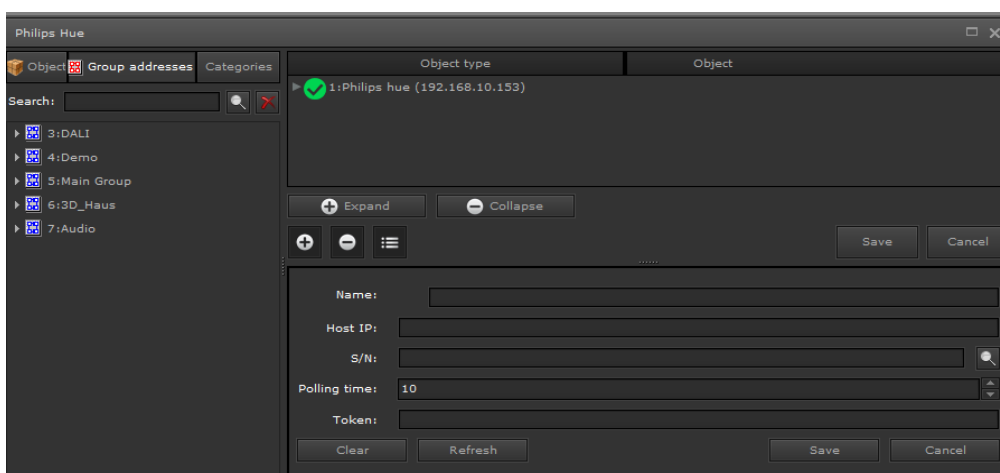 Philips Hue
Object Group addresses Categories
Object type Object
Search:
1:Philips hue (192.168.10.153)
3:DALI
4:Demo
5:Main Group
6:3D_Haus
7:Audio
Expand Collapse
Save Cancel
Name:
Host IP:
S/N:
Polling time: 10
Token:
Clear Refresh Save Cancel